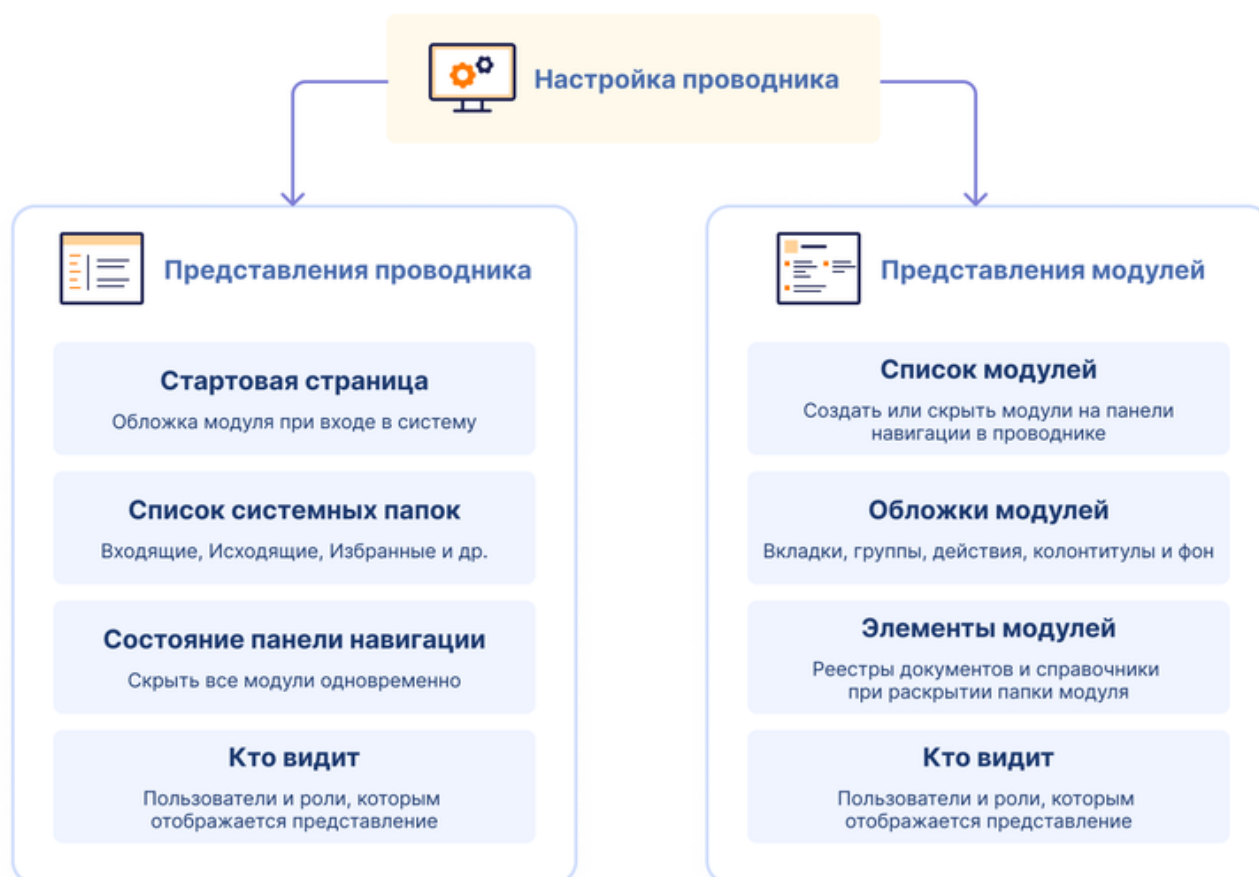 Настройка проводника
Представления проводника
Стартовая страница
Обложка модуля при входе в систему
Список системных папок
Входящие, Исходящие, Избранные и др.
Состояние панели навигации
Скрыть все модули одновременно
Кто видит
Пользователи и роли, которым
отображается представление
Представления модулей
Список модулей
Создать или скрыть модули на панели
навигации в проводнике
Обложки модулей
Вкладки, группы, действия, колонтитулы и фон
Элементы модулей
Реестры документов и справочники
при раскрытии папки модуля
Кто видит
Пользователи и роли, которым
отображается представление